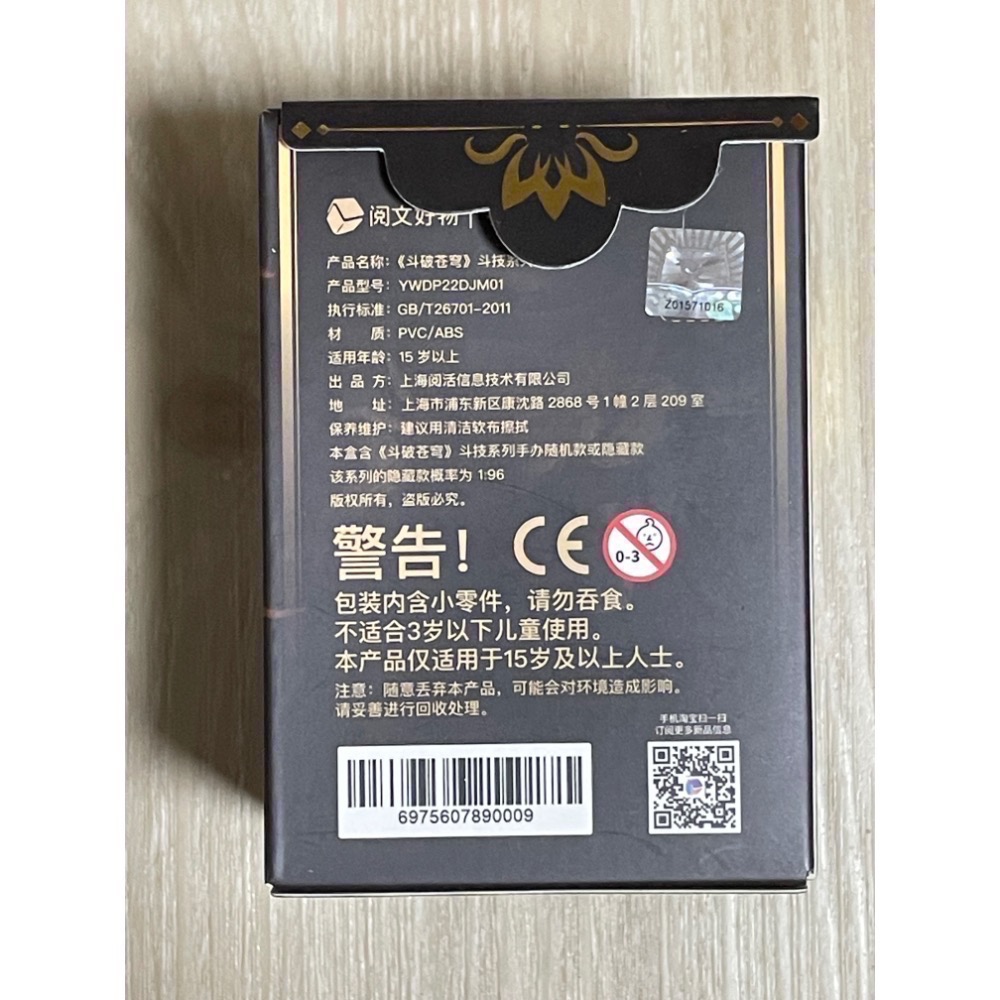 阅文好物
产品名称：《斗破苍穹》斗技系
产品型号：YWDP22DJM01
执行标准：GB/T26701-2011
材 质：PVC/ABS
适用年龄：15 岁以上
出 品 方：上海阅活信息技术有限公司
地 址：上海市浦东新区康沈路 2868 号 1 幢 2 层 209 室
保养维护：建议用清洁软布擦拭
本盒含《斗破苍穹》斗技系列手办随机款或隐藏款
该系列的隐藏款概率为 1:96
版权所有，盗版必究。
Z01571016
警告！ CE 0-3
包装内含小零件，请勿吞食。
不适合3岁以下儿童使用。
本产品仅适用于15岁及以上人士。
注意：随意丢弃本产品，可能会对环境造成影响。
请妥善进行回收处理。
手机淘宝扫一扫
订阅更多新品信息
6975607890009